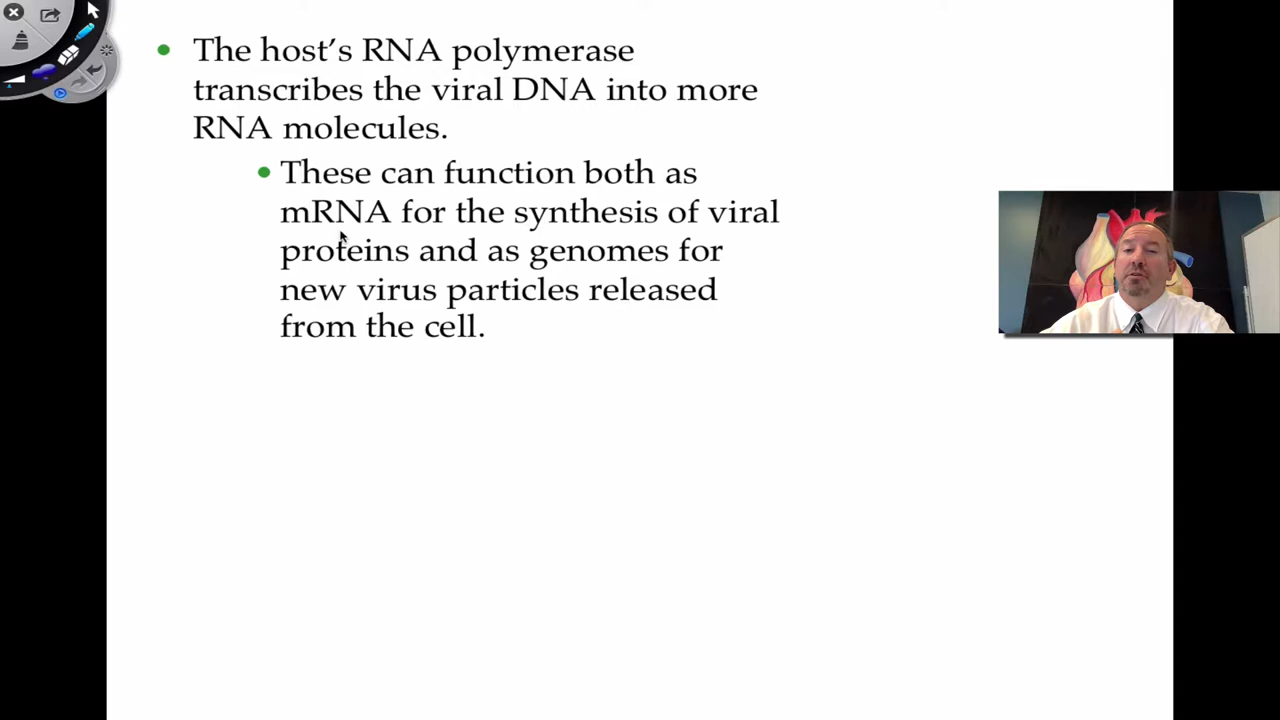 • The host’s RNA polymerase
transcribes the viral DNA into more
RNA molecules.
• These can function both as
mRNA for the synthesis of viral
proteins and as genomes for
new virus particles released
from the cell.